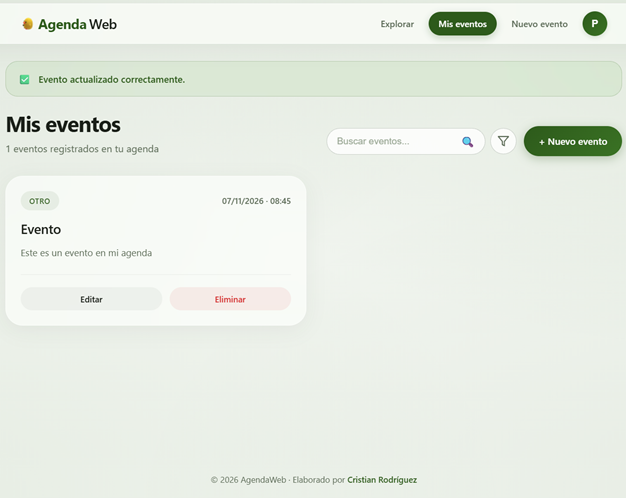 Agenda Web
Explorar
Mis eventos
Nuevo evento
P
Evento actualizado correctamente.
Mis eventos
1 eventos registrados en tu agenda
Buscar eventos...
+ Nuevo evento
OTRO
07/11/2026 · 08:45
Evento
Este es un evento en mi agenda
Editar
Eliminar
© 2026 AgendaWeb · Elaborado por Cristian Rodríguez